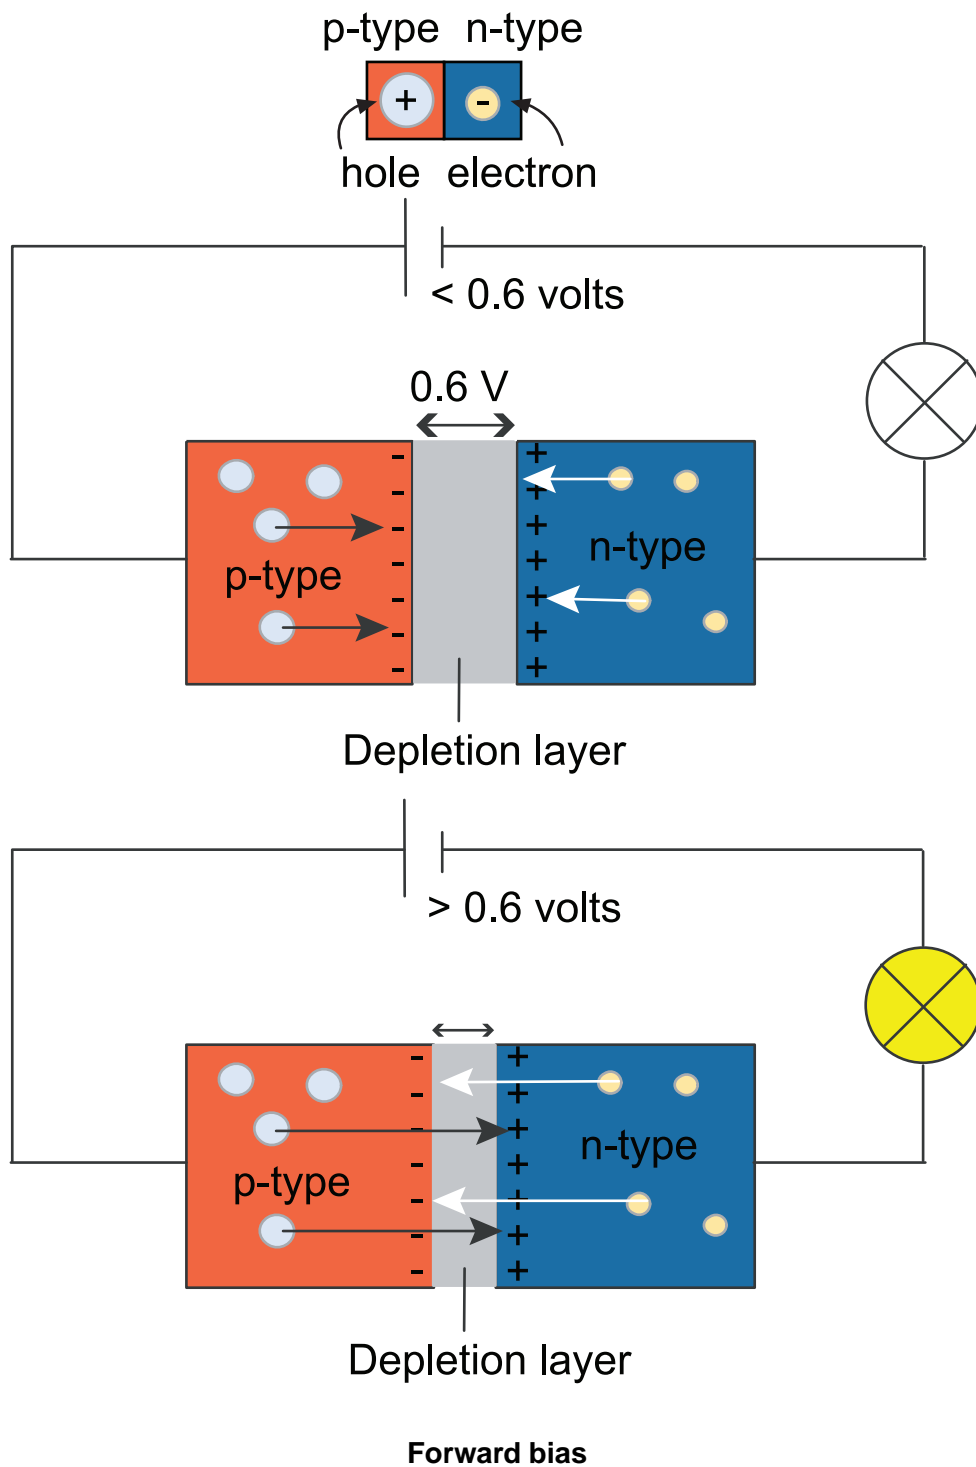 p-type n-type
+ -
hole electron
< 0.6 volts
0.6 V
- +
- +
- +
- +
- +
- +
- +
p-type n-type
Depletion layer
> 0.6 volts
- +
- +
- +
- +
- +
- +
- +
p-type n-type
Depletion layer
Forward bias